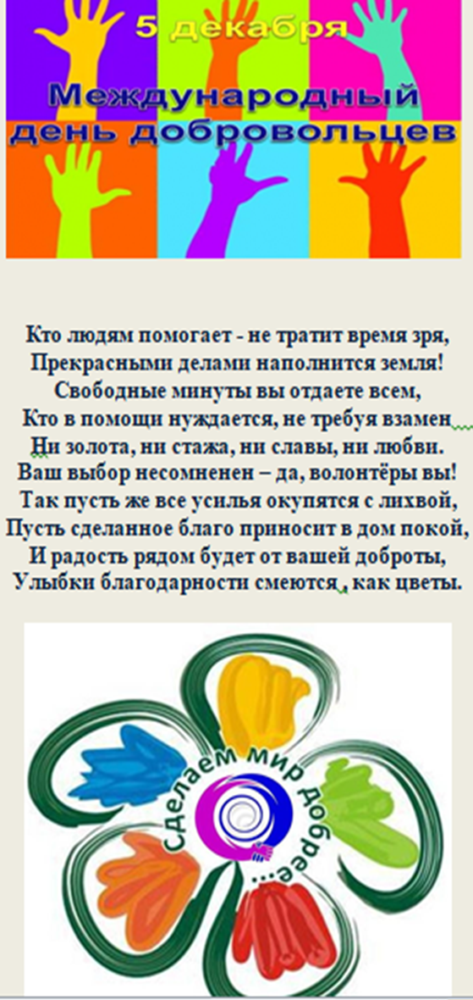 5 декабря
Международный
день добровольцев
Кто людям помогает - не тратит время зря,
Прекрасными делами наполнится земля!
Свободные минуты вы отдаете всем,
Кто в помощи нуждается, не требуя взамен
Ни золота, ни стажа, ни славы, ни любви.
Ваш выбор несомненен – да, волонтёры вы!
Так пусть же все усилья окупятся с лихвой,
Пусть сделанное благо приносит в дом покой,
И радость рядом будет от вашей доброты,
Улыбки благодарности смеются , как цветы.
Сделаем мир добрее...